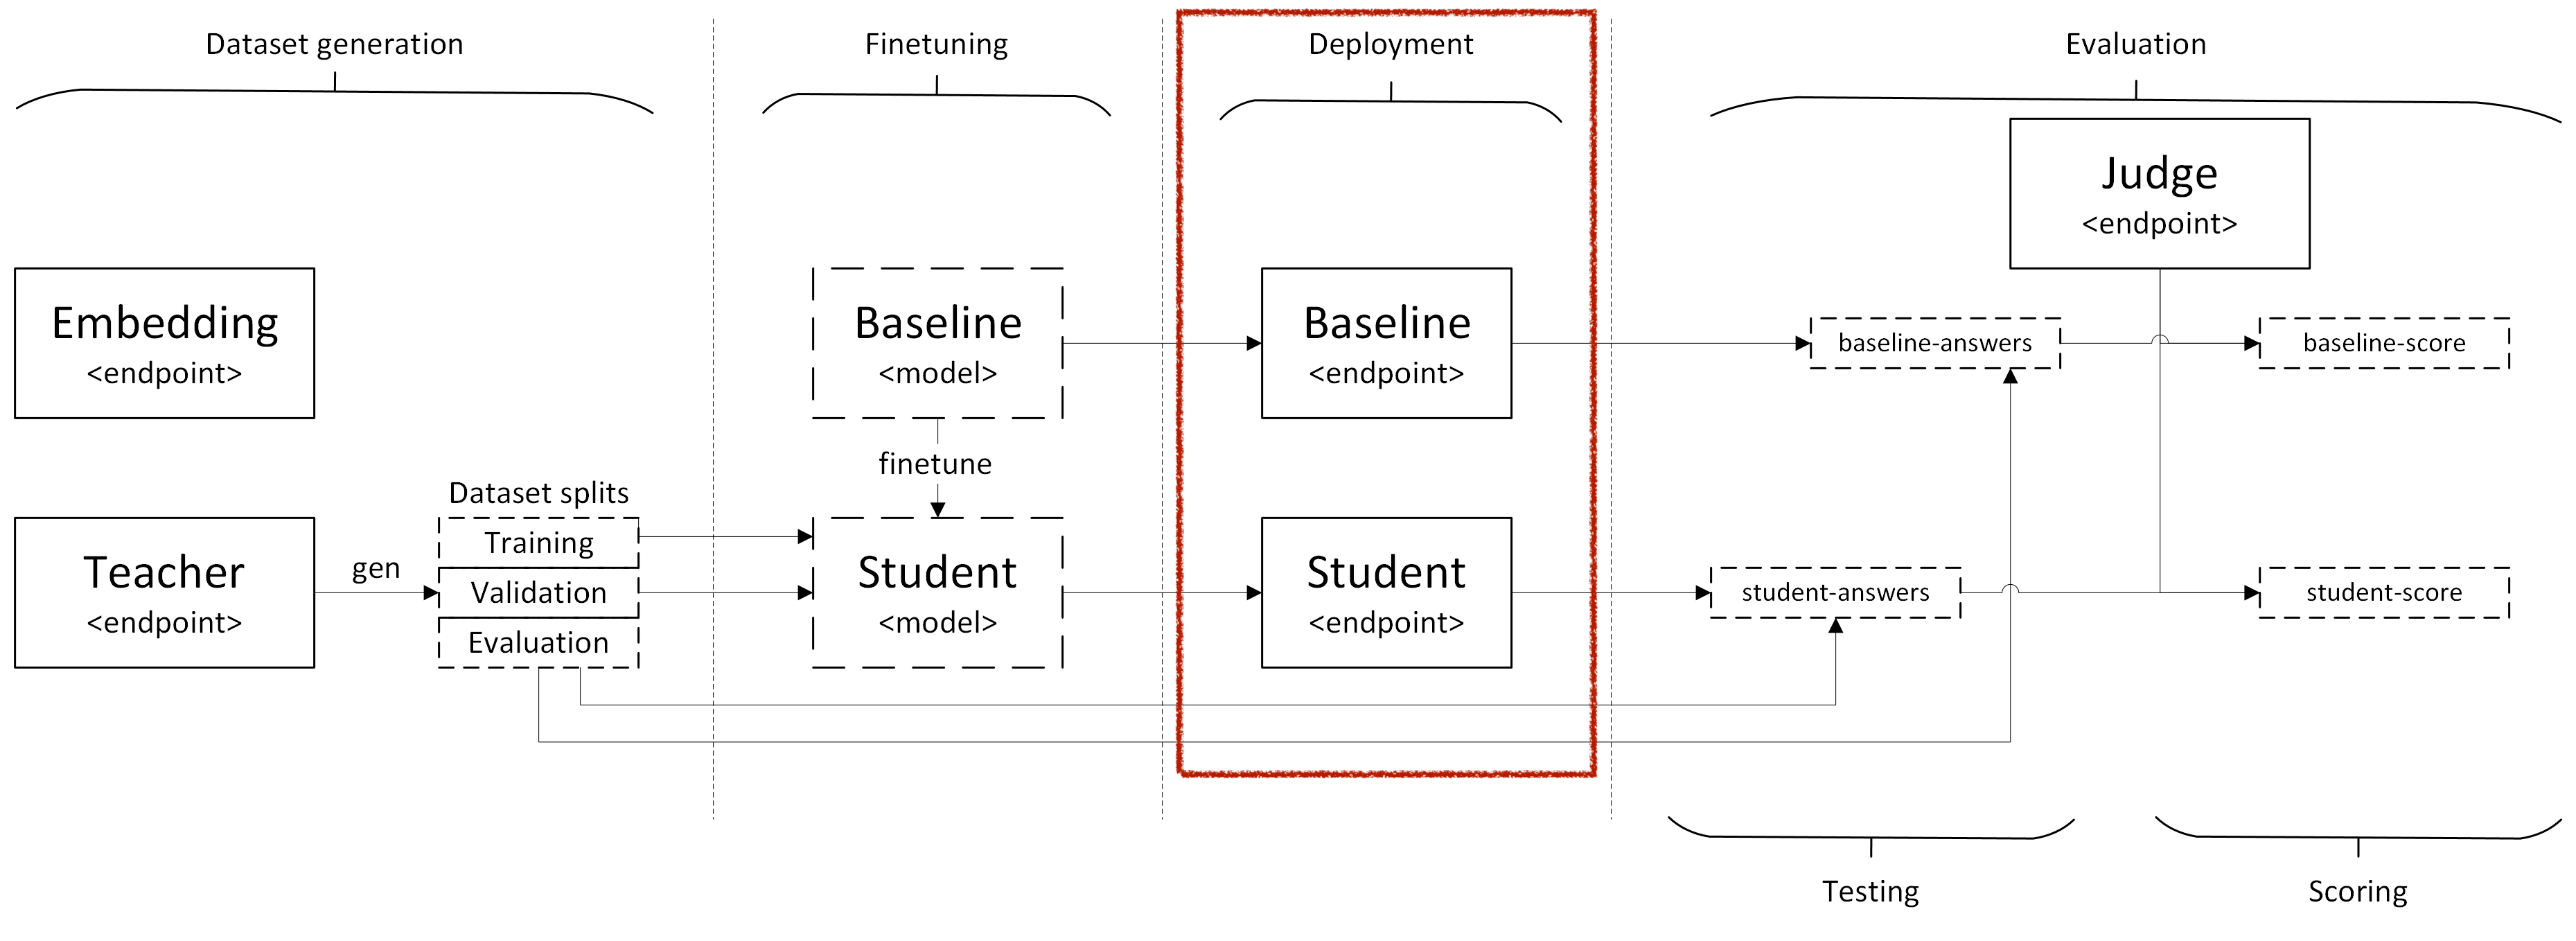 Dataset generation
Finetuning
Deployment
Evaluation
Judge
<endpoint>
Embedding
<endpoint>
Baseline
<model>
Baseline
<endpoint>
baseline-answers
baseline-score
finetune
Dataset splits
Teacher
<endpoint>
gen
Training
Validation
Evaluation
Student
<model>
Student
<endpoint>
student-answers
student-score
Testing
Scoring